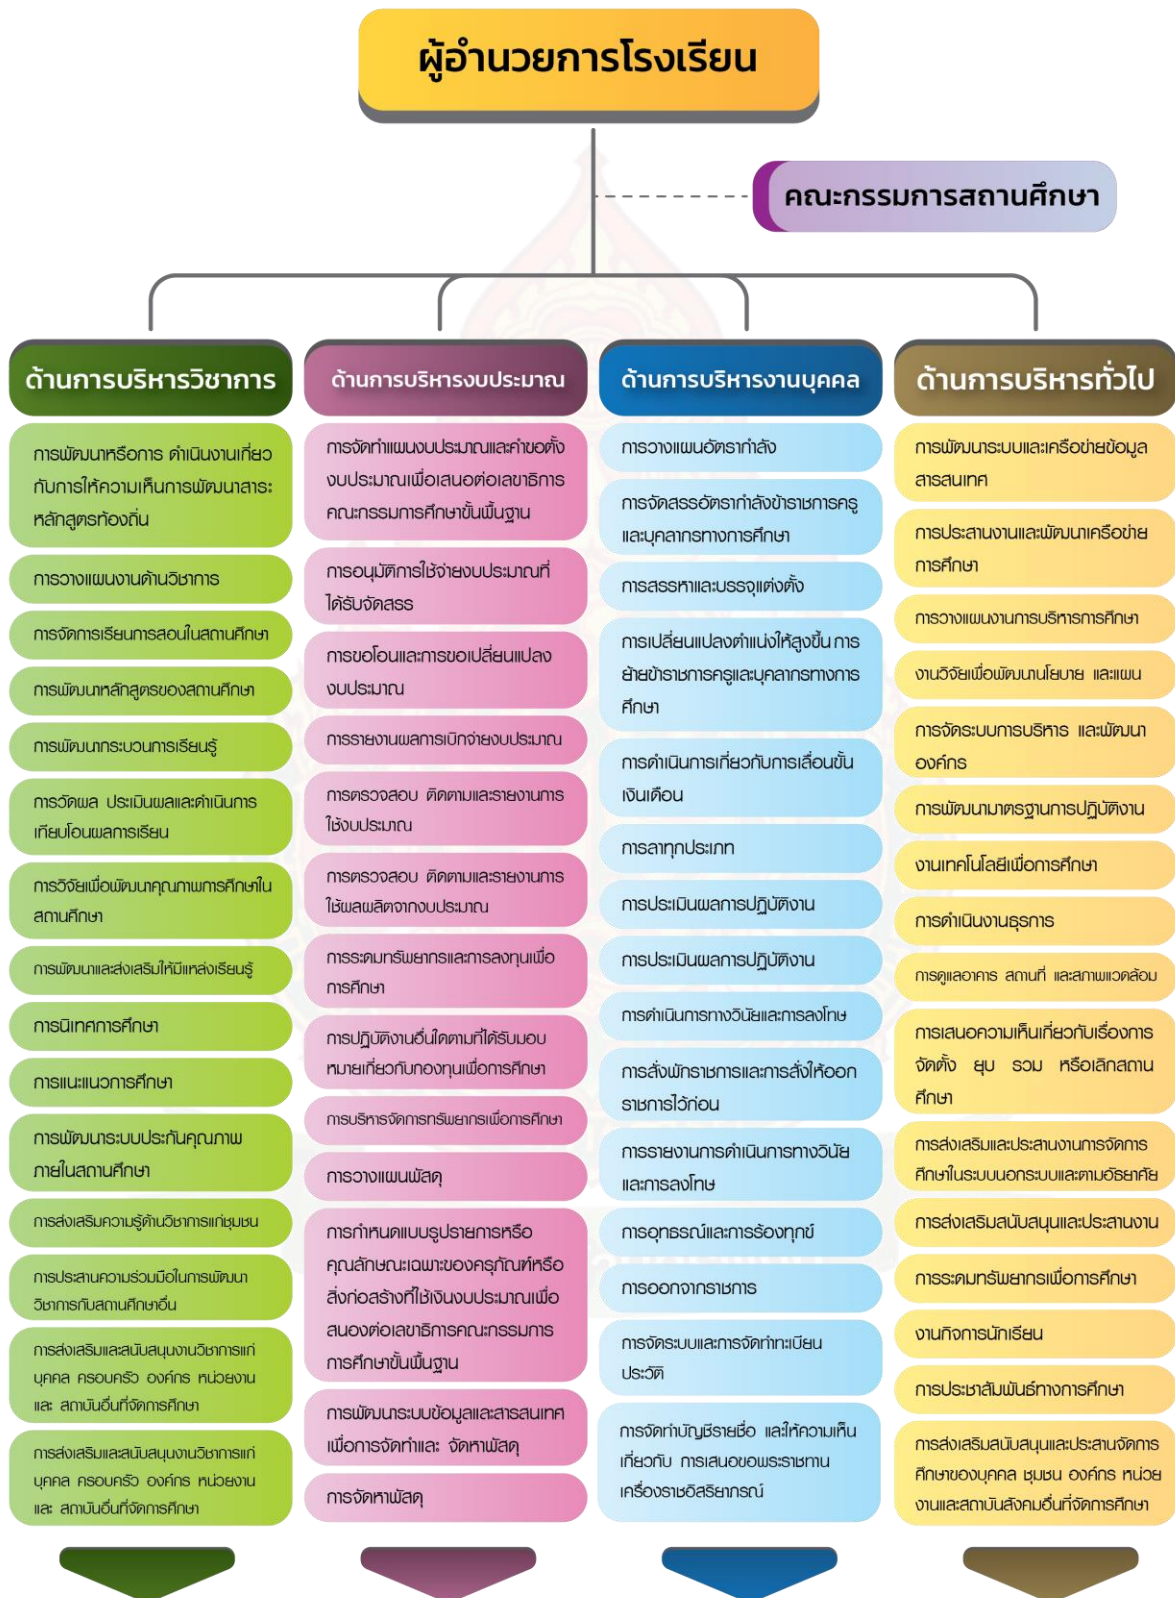 ผู้อำนวยการโรงเรียน
คณะกรรมการสถานศึกษา
ด้านการบริหารวิชาการ
การพัฒนาหรือการ ดำเนินงานเกี่ยว
กับการให้ความเห็นการพัฒนาสาระ
หลักสูตรท้องถิ่น
การวางแผนงานด้านวิชาการ
การจัดการเรียนการสอนในสถานศึกษา
การพัฒนาหลักสูตรของสถานศึกษา
การพัฒนากระบวนการเรียนรู้
การวัดผล ประเมินผลและดำเนินการ
เทียบโอนผลการเรียน
การวิจัยเพื่อพัฒนาคุณภาพการศึกษาใน
สถานศึกษา
การพัฒนาและส่งเสริมให้มีแหล่งเรียนรู้
การนิเทศการศึกษา
การแนะแนวการศึกษา
การพัฒนาระบบประกันคุณภาพ
ภายในสถานศึกษา
การส่งเสริมความรู้ด้านวิชาการแก่ชุมชน
การประสานความร่วมมือในการพัฒนา
วิชาการกับสถานศึกษาอื่น
การส่งเสริมและสนับสนุนงานวิชาการแก่
บุคคล ครอบครัว องค์กร หน่วยงาน
และ สถาบันอื่นที่จัดการศึกษา
การส่งเสริมและสนับสนุนงานวิชาการแก่
บุคคล ครอบครัว องค์กร หน่วยงาน
และ สถาบันอื่นที่จัดการศึกษา
ด้านการบริหารงบประมาณ
การจัดทำแผนงบประมาณและคำขอตั้ง
งบประมาณเพื่อเสนอต่อเลขาธิการ
คณะกรรมการศึกษาขั้นพื้นฐาน
การอนุมัติการใช้จ่ายงบประมาณที่
ได้รับจัดสรร
การขอโอนและการขอเปลี่ยนแปลง
งบประมาณ
การรายงานผลการเบิกจ่ายงบประมาณ
การตรวจสอบ ติดตามและรายงานการ
ใช้งบประมาณ
การตรวจสอบ ติดตามและรายงานการ
ใช้ผลผลิตจากงบประมาณ
การระดมทรัพยากรและการลงทุนเพื่อ
การศึกษา
การปฏิบัติงานอื่นใดตามที่ได้รับมอบ
หมายเกี่ยวกับกองทุนเพื่อการศึกษา
การบริหารจัดการทรัพยากรเพื่อการศึกษา
การวางแผนพัสดุ
การกำหนดแบบรูปรายการหรือ
คุณลักษณะเฉพาะของครุภัณฑ์หรือ
สิ่งก่อสร้างที่ใช้เงินงบประมาณเพื่อ
สนองต่อเลขาธิการคณะกรรมการ
การศึกษาขั้นพื้นฐาน
การพัฒนาระบบข้อมูลและสารสนเทศ
เพื่อการจัดทำและ จัดหาพัสดุ
การจัดหาพัสดุ
ด้านการบริหารงานบุคคล
การวางแผนอัตรากำลัง
การจัดสรรอัตรากำลังข้าราชการครู
และบุคลากรทางการศึกษา
การสรรหาและบรรจุแต่งตั้ง
การเปลี่ยนแปลงตำแน่งให้สูงขึ้น การ
ย้ายข้าราชการครูและบุคลากรทางการ
ศึกษา
การดำเนินการเกี่ยวกับการเลื่อนขั้น
เงินเดือน
การลาทุกประเภท
การประเมินผลการปฏิบัติงาน
การประเมินผลการปฏิบัติงาน
การดำเนินการทางวินัยและการลงโทษ
การสั่งพักราชการและการสั่งให้ออก
ราชการไว้ก่อน
การรายงานการดำเนินการทางวินัย
และการลงโทษ
การอุทธรณ์และการร้องทุกข์
การออกจากราชการ
การจัดระบบและการจัดทำทะเบียน
ประวัติ
การจัดทำบัญชีรายชื่อ และให้ความเห็น
เกี่ยวกับ การเสนอขอพระราชทาน
เครื่องราชอิสริยาภรณ์
ด้านการบริหารทั่วไป
การพัฒนาระบบและเครือข่ายข้อมูล
สารสนเทศ
การประสานงานและพัฒนาเครือข่าย
การศึกษา
การวางแผนงานการบริหารการศึกษา
งานวิจัยเพื่อพัฒนานโยบาย และแผน
การจัดระบบการบริหาร และพัฒนา
องค์กร
การพัฒนามาตรฐานการปฏิบัติงาน
งานเทคโนโลยีเพื่อการศึกษา
การดำเนินงานธุรการ
การดูแลอาคาร สถานที่ และสภาพแวดล้อม
การเสนอความเห็นเกี่ยวกับเรื่องการ
จัดตั้ง ยุบ รวม หรือเลิกสถาน
ศึกษา
การส่งเสริมและประสานงานการจัดการ
ศึกษาในระบบนอกระบบและตามอัธยาศัย
การส่งเสริมสนับสนุนและประสานงาน
การระดมทรัพยากรเพื่อการศึกษา
งานกิจการนักเรียน
การประชาสัมพันธ์ทางการศึกษา
การส่งเสริมสนับสนุนและประสานจัดการ
ศึกษาของบุคคล ชุมชน องค์กร หน่วย
งานและสถาบันสังคมอื่นที่จัดการศึกษา